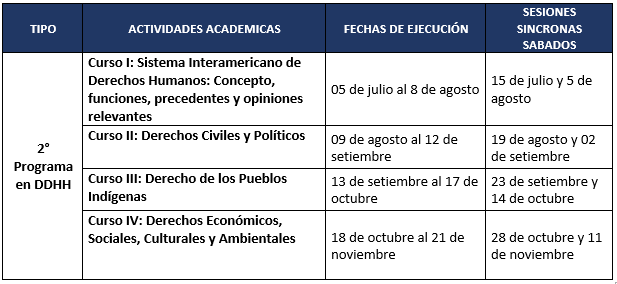 TIPO
ACTIVIDADES ACADEMICAS
FECHAS DE EJECUCIÓN
SESIONES
SINCRONAS
SABADOS
2°
Programa
en DDHH
Curso I: Sistema Interamericano de
Derechos Humanos: Concepto,
funciones, precedentes y opiniones
relevantes
05 de julio al 8 de agosto
15 de julio y 5 de
agosto
Curso II: Derechos Civiles y Políticos
09 de agosto al 12 de
setiembre
19 de agosto y 02
de setiembre
Curso III: Derecho de los Pueblos
Indígenas
13 de setiembre al 17 de
octubre
23 de setiembre y
14 de octubre
Curso IV: Derechos Económicos,
Sociales, Culturales y Ambientales
18 de octubre al 21 de
noviembre
28 de octubre y 11
de noviembre